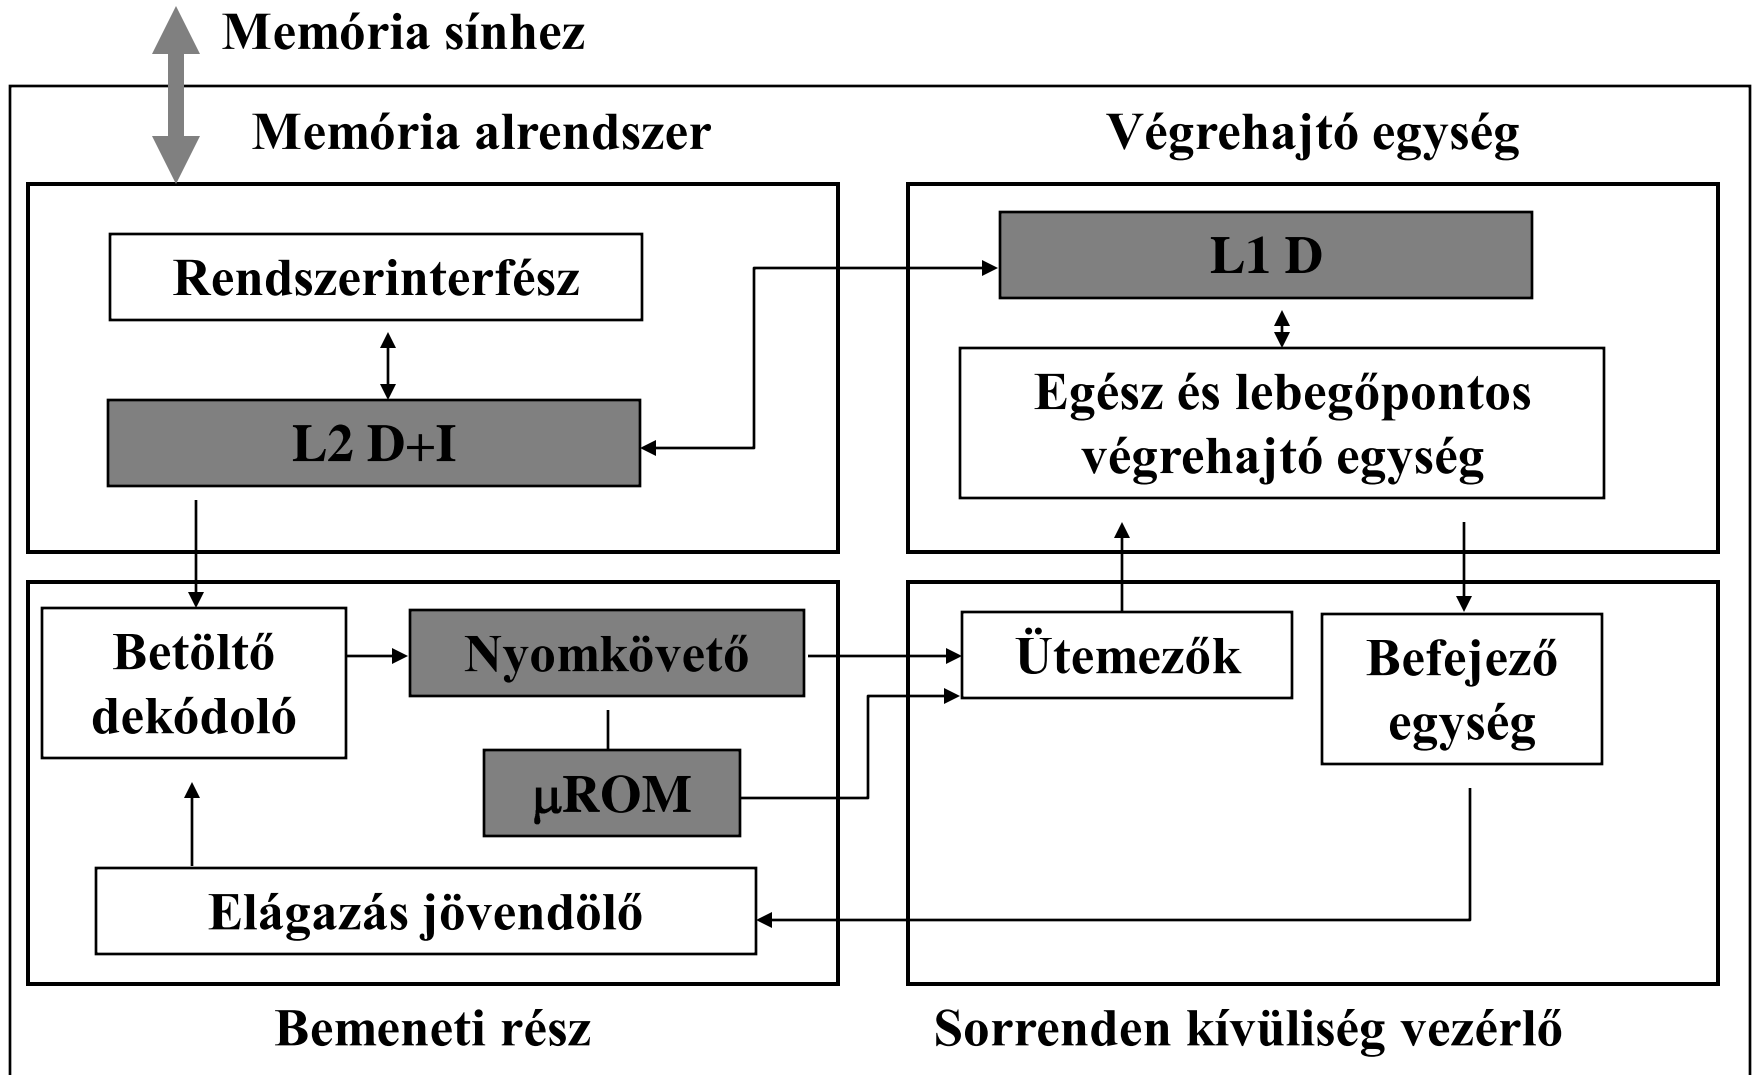 Memória sínhez
Memória alrendszer
Végrehajtó egység
Rendszerinterfész
L2 D+I
L1 D
Egész és lebegőpontos
végrehajtó egység
Betöltő
dekódoló
Nyomkövető
μROM
Elágazás jövendölő
Ütemezők
Befejező
egység
Bemeneti rész
Sorrenden kívüliség vezérlő